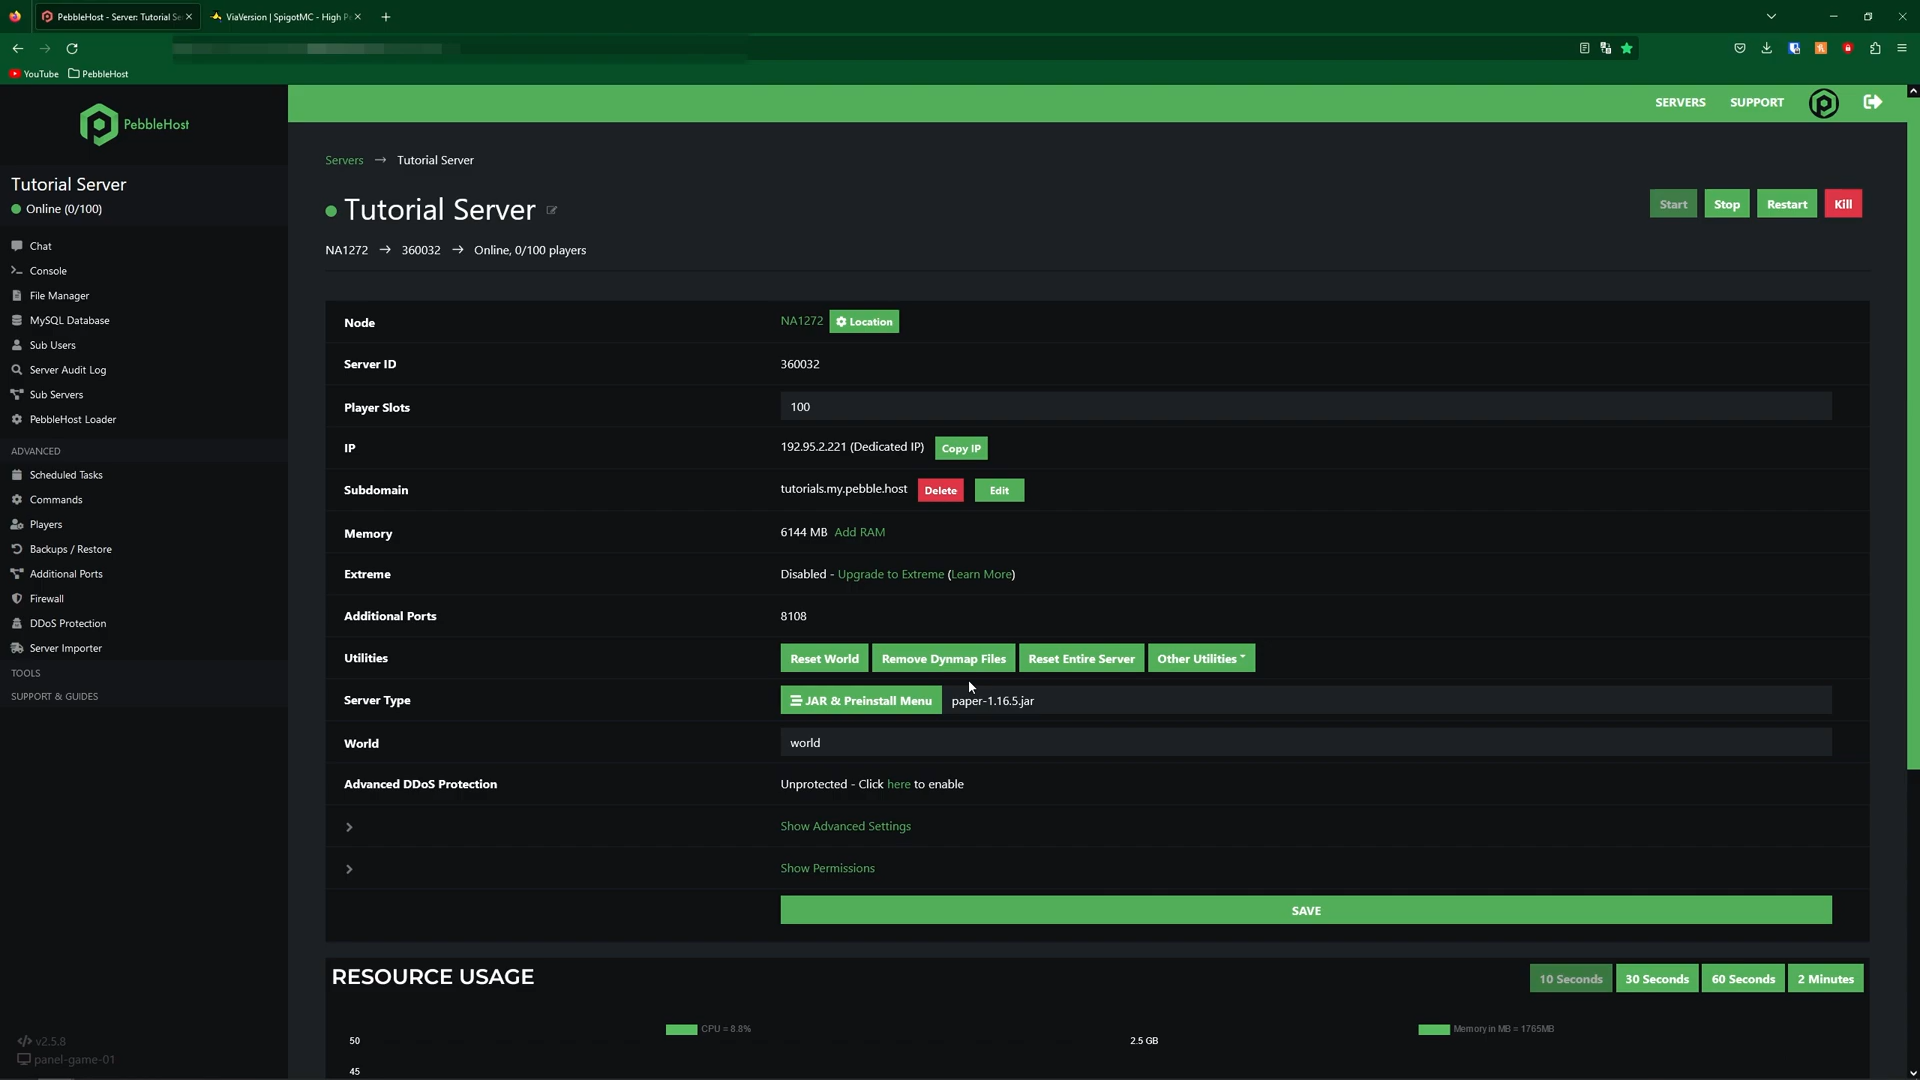 PebbleHost - Server: Tutorial Se
ViaVersion | SpigotMC - High P
YouTube
PebbleHost
PebbleHost
SERVERS
SUPPORT
Tutorial Server
Online (0/100)
Chat
Console
File Manager
MySQL Database
Sub Users
Server Audit Log
Sub Servers
PebbleHost Loader
ADVANCED
Scheduled Tasks
Commands
Players
Backups / Restore
Additional Ports
Firewall
DDoS Protection
Server Importer
TOOLS
SUPPORT & GUIDES
v2.5.8
panel-game-01
Servers → Tutorial Server
Tutorial Server
Start Stop Restart Kill
NA1272 → 360032 → Online, 0/100 players
Node NA1272 Location
Server ID 360032
Player Slots 100
IP 192.95.2.221 (Dedicated IP) Copy IP
Subdomain tutorials.my.pebble.host Delete Edit
Memory 6144 MB Add RAM
Extreme Disabled - Upgrade to Extreme (Learn More)
Additional Ports 8108
Utilities Reset World Remove Dynmap Files Reset Entire Server Other Utilities
Server Type JAR & Preinstall Menu paper-1.16.5.jar
World world
Advanced DDoS Protection Unprotected - Click here to enable
Show Advanced Settings
Show Permissions
SAVE
RESOURCE USAGE
10 Seconds 30 Seconds 60 Seconds 2 Minutes
CPU = 8.8%
Memory in MB = 1765MB
50
2.5 GB
45